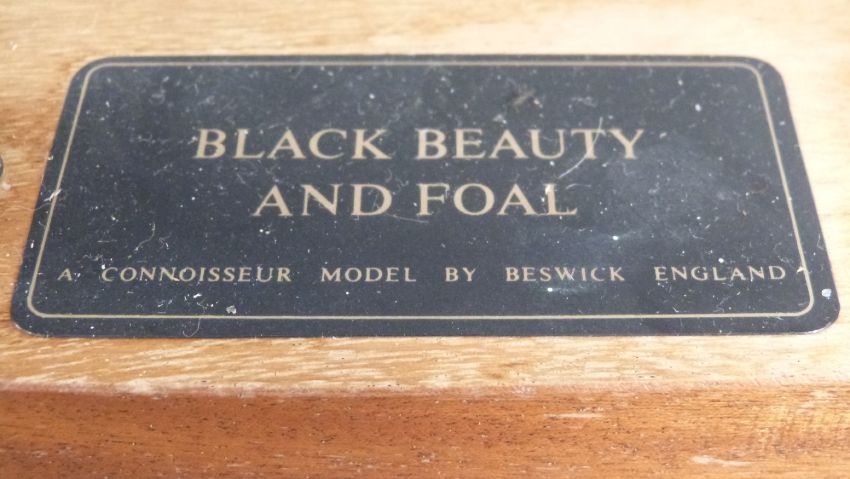 BLACK BEAUTY
AND FOAL
A CONNOISSEUR MODEL BY BESWICK ENGLAND